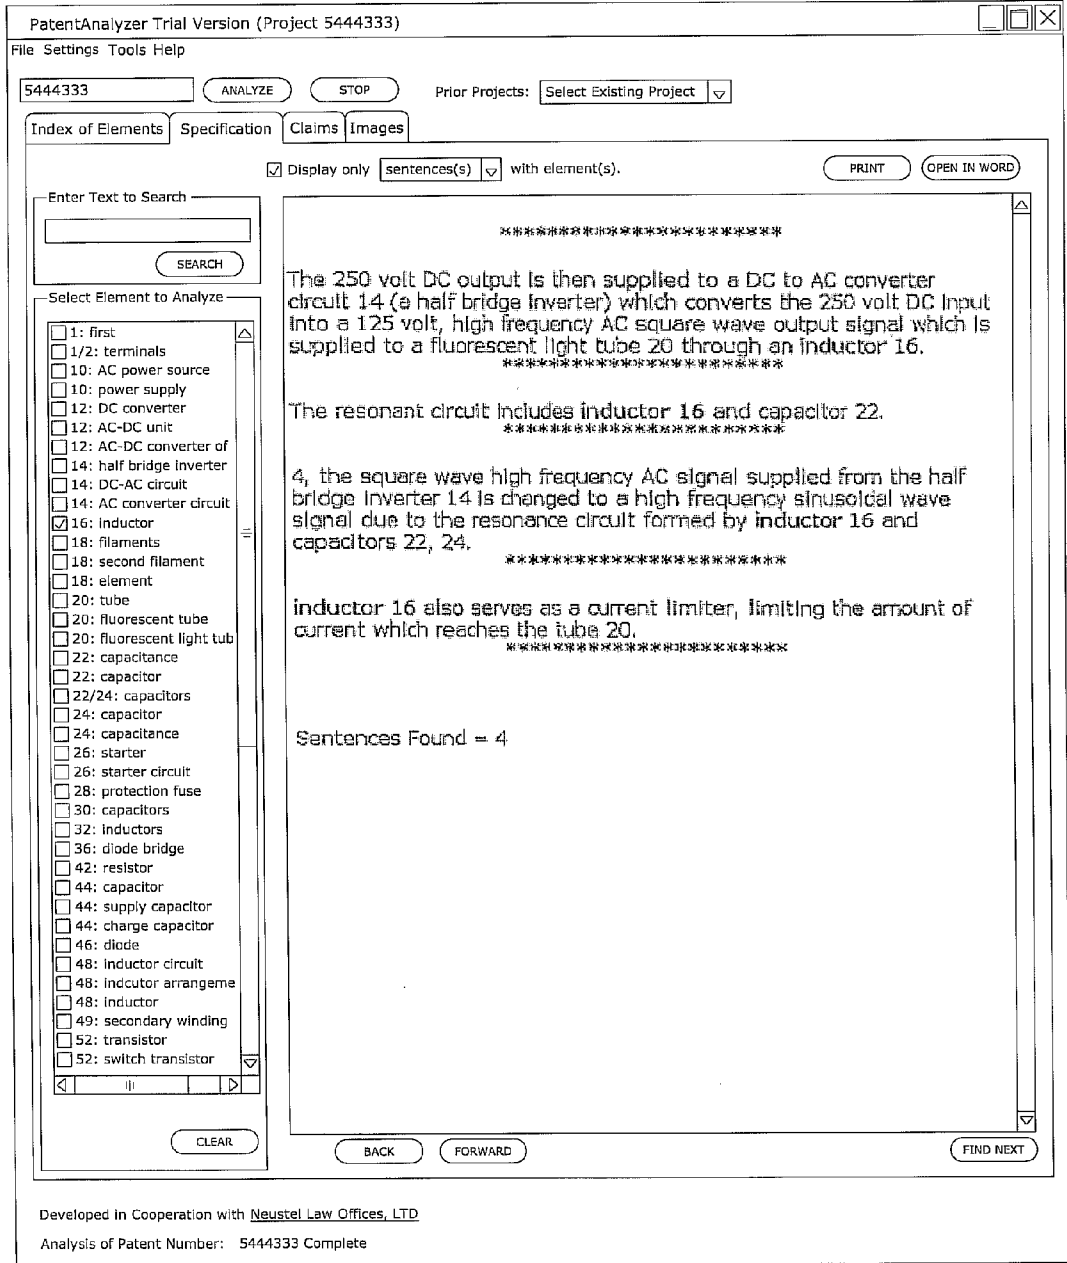 PatentAnalyzer Trial Version (Project 5444333)
File Settings Tools Help
5444333 ANALYZE STOP Prior Projects: Select Existing Project
Index of Elements Specification Claims Images
Display only sentences(s) with element(s). PRINT OPEN IN WORD
Enter Text to Search
SEARCH
Select Element to Analyze
1: first
1/2: terminals
10: AC power source
10: power supply
12: DC converter
12: AC-DC unit
12: AC-DC converter of
14: half bridge inverter
14: DC-AC circuit
14: AC converter circuit
16: inductor
18: filaments
18: second filament
18: element
20: tube
20: fluorescent tube
20: fluorescent light tub
22: capacitance
22: capacitor
22/24: capacitors
24: capacitor
24: capacitance
26: starter
26: starter circuit
28: protection fuse
30: capacitors
32: inductors
36: diode bridge
42: resistor
44: capacitor
44: supply capacitor
44: charge capacitor
46: diode
48: inductor circuit
48: indcutor arrangeme
48: inductor
49: secondary winding
52: transistor
52: switch transistor
CLEAR
************************
The 250 volt DC output is then supplied to a DC to AC converter
circuit 14 (a half bridge inverter) which converts the 250 volt DC input
into a 125 volt, high frequency AC square wave output signal which is
supplied to a fluorescent light tube 20 through an inductor 16.
************************
The resonant circuit includes inductor 16 and capacitor 22.
************************
4, the square wave high frequency AC signal supplied from the half
bridge inverter 14 is changed to a high frequency sinusoidal wave
signal due to the resonance circuit formed by inductor 16 and
capacitors 22, 24.
************************
inductor 16 also serves as a current limiter, limiting the amount of
current which reaches the tube 20.
************************
Sentences Found = 4
BACK FORWARD FIND NEXT
Developed in Cooperation with Neustel Law Offices, LTD
Analysis of Patent Number: 5444333 Complete